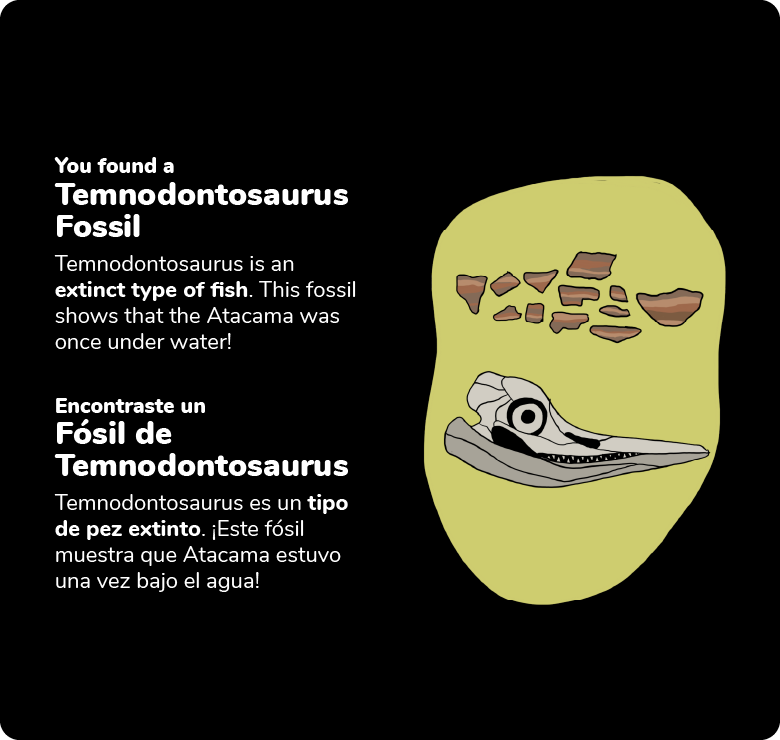 You found a
Temnodontosaurus
Fossil
Temnodontosaurus is an
extinct type of fish. This fossil
shows that the Atacama was
once under water!
Encontraste un
Fósil de
Temnodontosaurus
Temnodontosaurus es un tipo
de pez extinto. ¡Este fósil
muestra que Atacama estuvo
una vez bajo el agua!